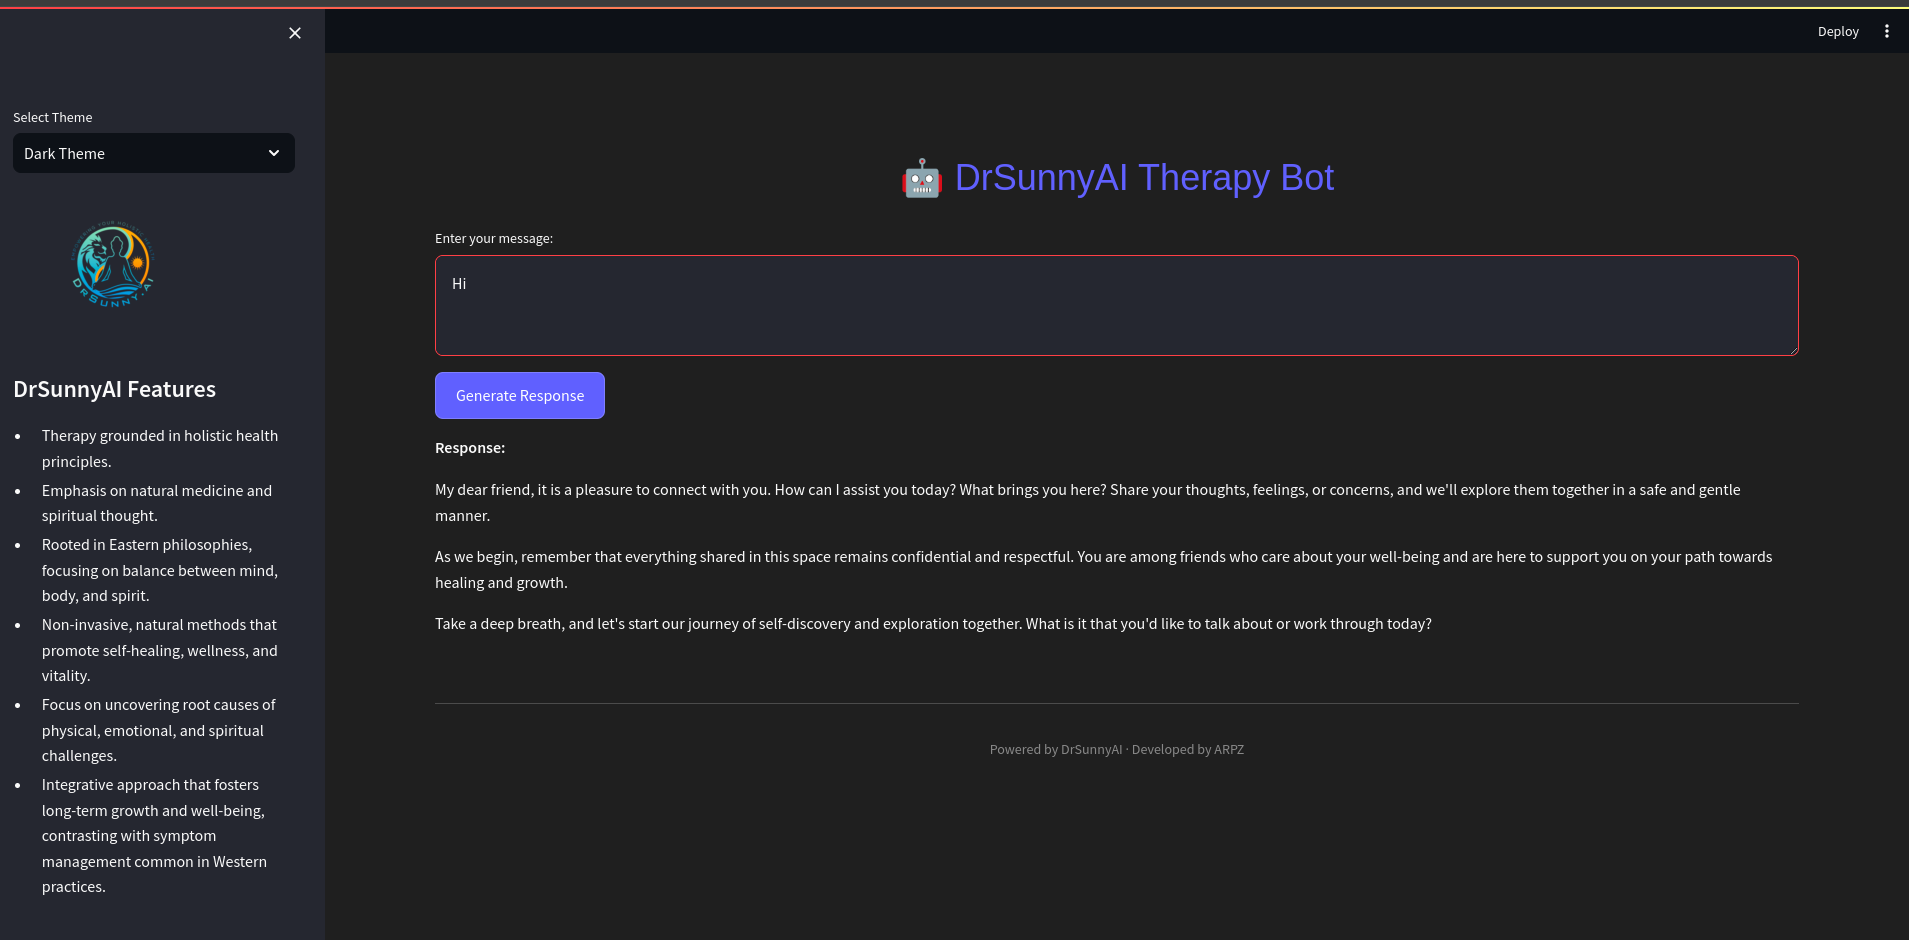 Deploy
Select Theme
Dark Theme
DRSUNNY·AI
DrSunnyAI Features
Therapy grounded in holistic health
principles.
Emphasis on natural medicine and
spiritual thought.
Rooted in Eastern philosophies,
focusing on balance between mind,
body, and spirit.
Non-invasive, natural methods that
promote self-healing, wellness, and
vitality.
Focus on uncovering root causes of
physical, emotional, and spiritual
challenges.
Integrative approach that fosters
long-term growth and well-being,
contrasting with symptom
management common in Western
practices.
DrSunnyAI Therapy Bot
Enter your message:
Hi
Generate Response
Response:
My dear friend, it is a pleasure to connect with you. How can I assist you today? What brings you here? Share your thoughts, feelings, or concerns, and we'll explore them together in a safe and gentle
manner.
As we begin, remember that everything shared in this space remains confidential and respectful. You are among friends who care about your well-being and are here to support you on your path towards
healing and growth.
Take a deep breath, and let's start our journey of self-discovery and exploration together. What is it that you'd like to talk about or work through today?
Powered by DrSunnyAI · Developed by ARPZ